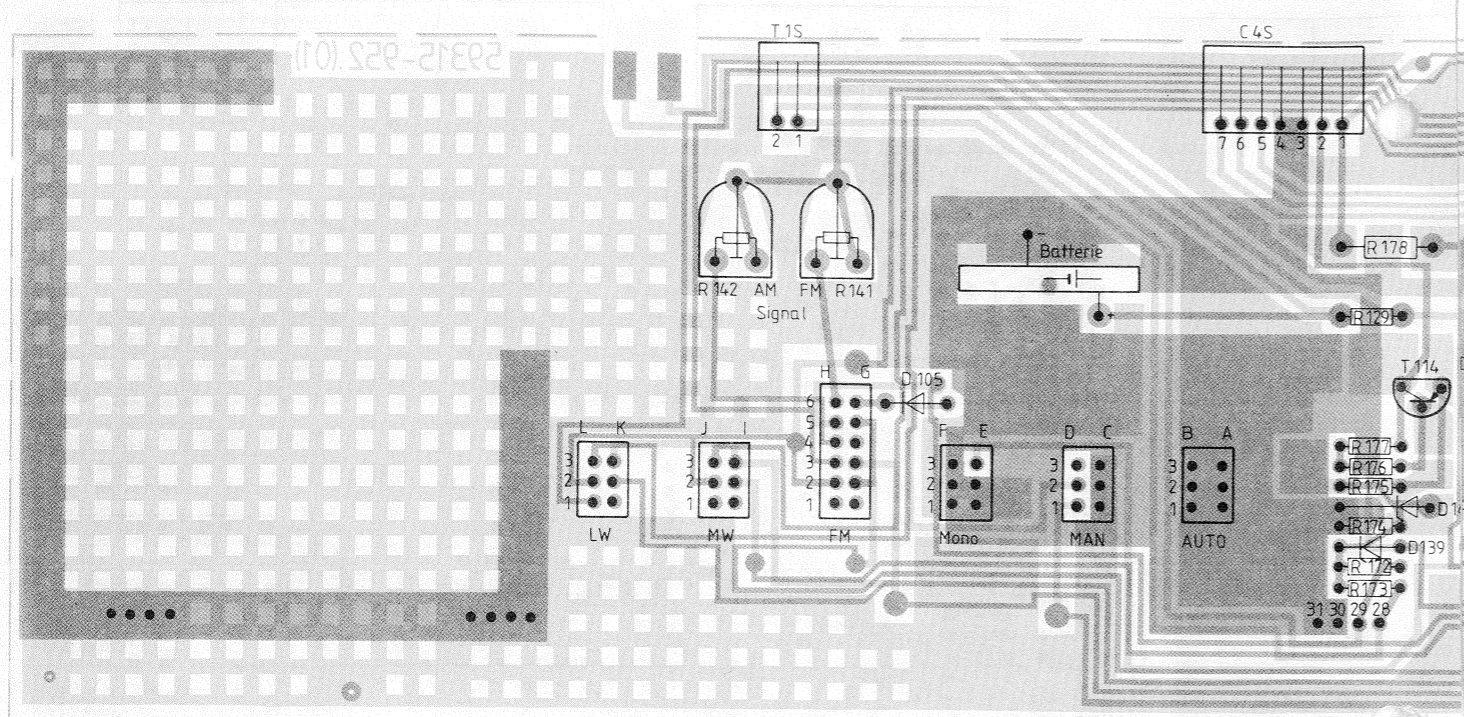 59315-952.(01)
T1S
C4S
2 1
7 6 5 4 3 2 1
- Batterie
R178
R142 AM FM R141
Signal
+
R129
T114
H G
D105
6
5
4
3
2
1
L K
J I
F E
D C
B A
3
2
1
3
2
1
3
2
1
3
2
1
3
2
1
LW
MW
FM
Mono
MAN
AUTO
R177
R176
R175
D14
R174
D139
R172
R173
31 30 29 28